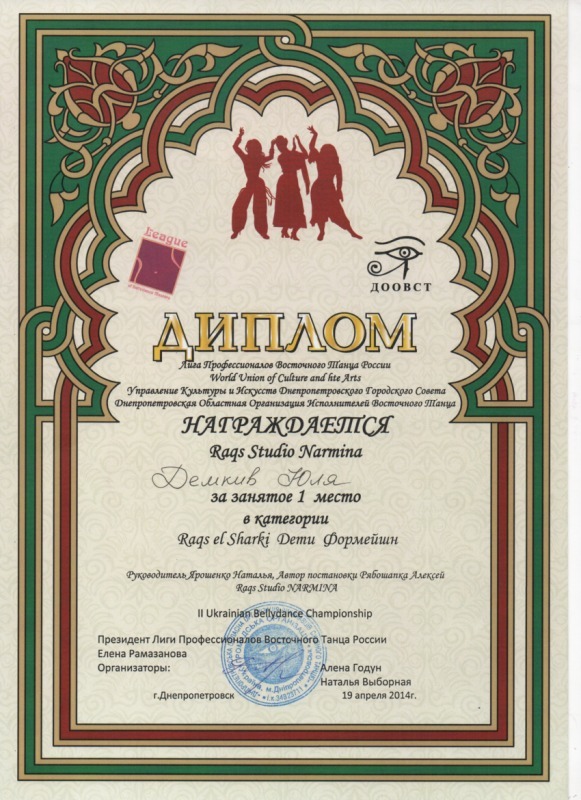 League
ДООВСТ
ДИПЛОМ
Лига Профессионалов Восточного Танца России
World Union of Culture and hte Arts
Управление Культуры и Искусств Днепропетровского Городского Совета
Днепропетровская Областная Организация Исполнителей Восточного Танца
НАГРАЖДАЕТСЯ
Raqs Studio Narmina
Демкив Юля
за занятое 1 место
в категории
Raqs el Sharki Дети Формейшн
Руководитель Ярошенко Наталья, Автор постановки Рябошапка Алексей
Raqs Studio NARMINA
II Ukrainian Bellydance Championship
Президент Лиги Профессионалов Восточного Танца России
Елена Рамазанова
Организаторы: Алена Годун
Наталья Выборная
г.Днепропетровск 19 апреля 2014г.